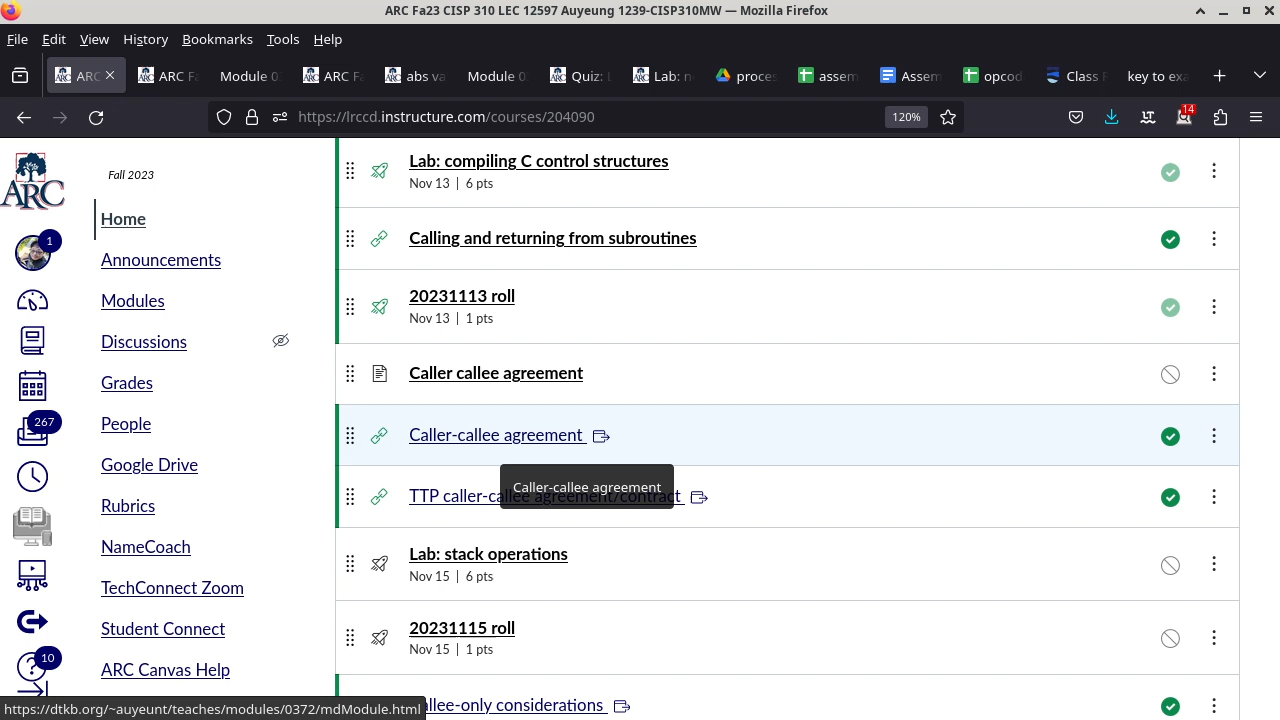 ARC Fa23 CISP 310 LEC 12597 Auyeung 1239-CISP310MW — Mozilla Firefox
File Edit View History Bookmarks Tools Help
ARC ARC Fa Module 0 ARC Fa abs va Module 0 Quiz: Lab: n proces assem Assem opcod Class key to exa
https://lrccd.instructure.com/courses/204090 120% 14
ARC
Fall 2023
Home
1
Announcements
Modules
Discussions
Grades
People
267
Google Drive
Rubrics
NameCoach
TechConnect Zoom
Student Connect
ARC Canvas Help
10
Lab: compiling C control structures
Nov 13 | 6 pts
Calling and returning from subroutines
20231113 roll
Nov 13 | 1 pts
Caller callee agreement
Caller-callee agreement
Caller-callee agreement
TTP caller-callee agreement/contract
Lab: stack operations
Nov 15 | 6 pts
20231115 roll
Nov 15 | 1 pts
allee-only considerations
https://dtkb.org/~auyeunt/teaches/modules/0372/mdModule.html